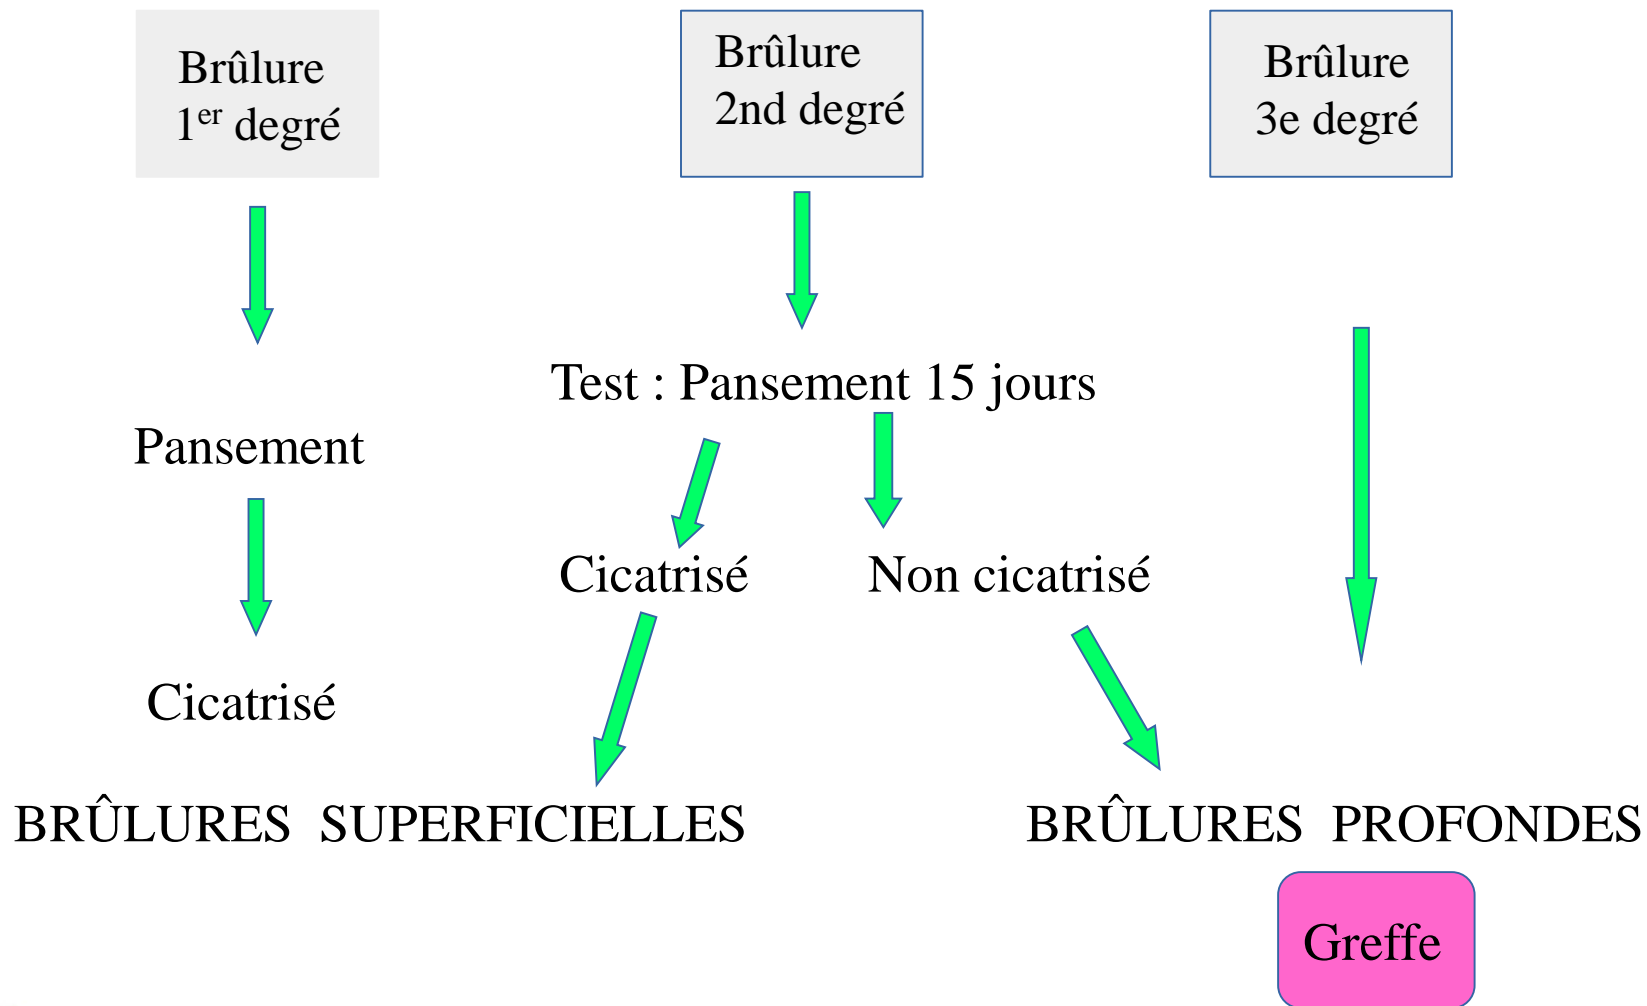 Brûlure
1er degré
Brûlure
2nd degré
Brûlure
3e degré
Test : Pansement 15 jours
Pansement
Cicatrisé
Non cicatrisé
Cicatrisé
BRÛLURES SUPERFICIELLES
BRÛLURES PROFONDES
Greffe